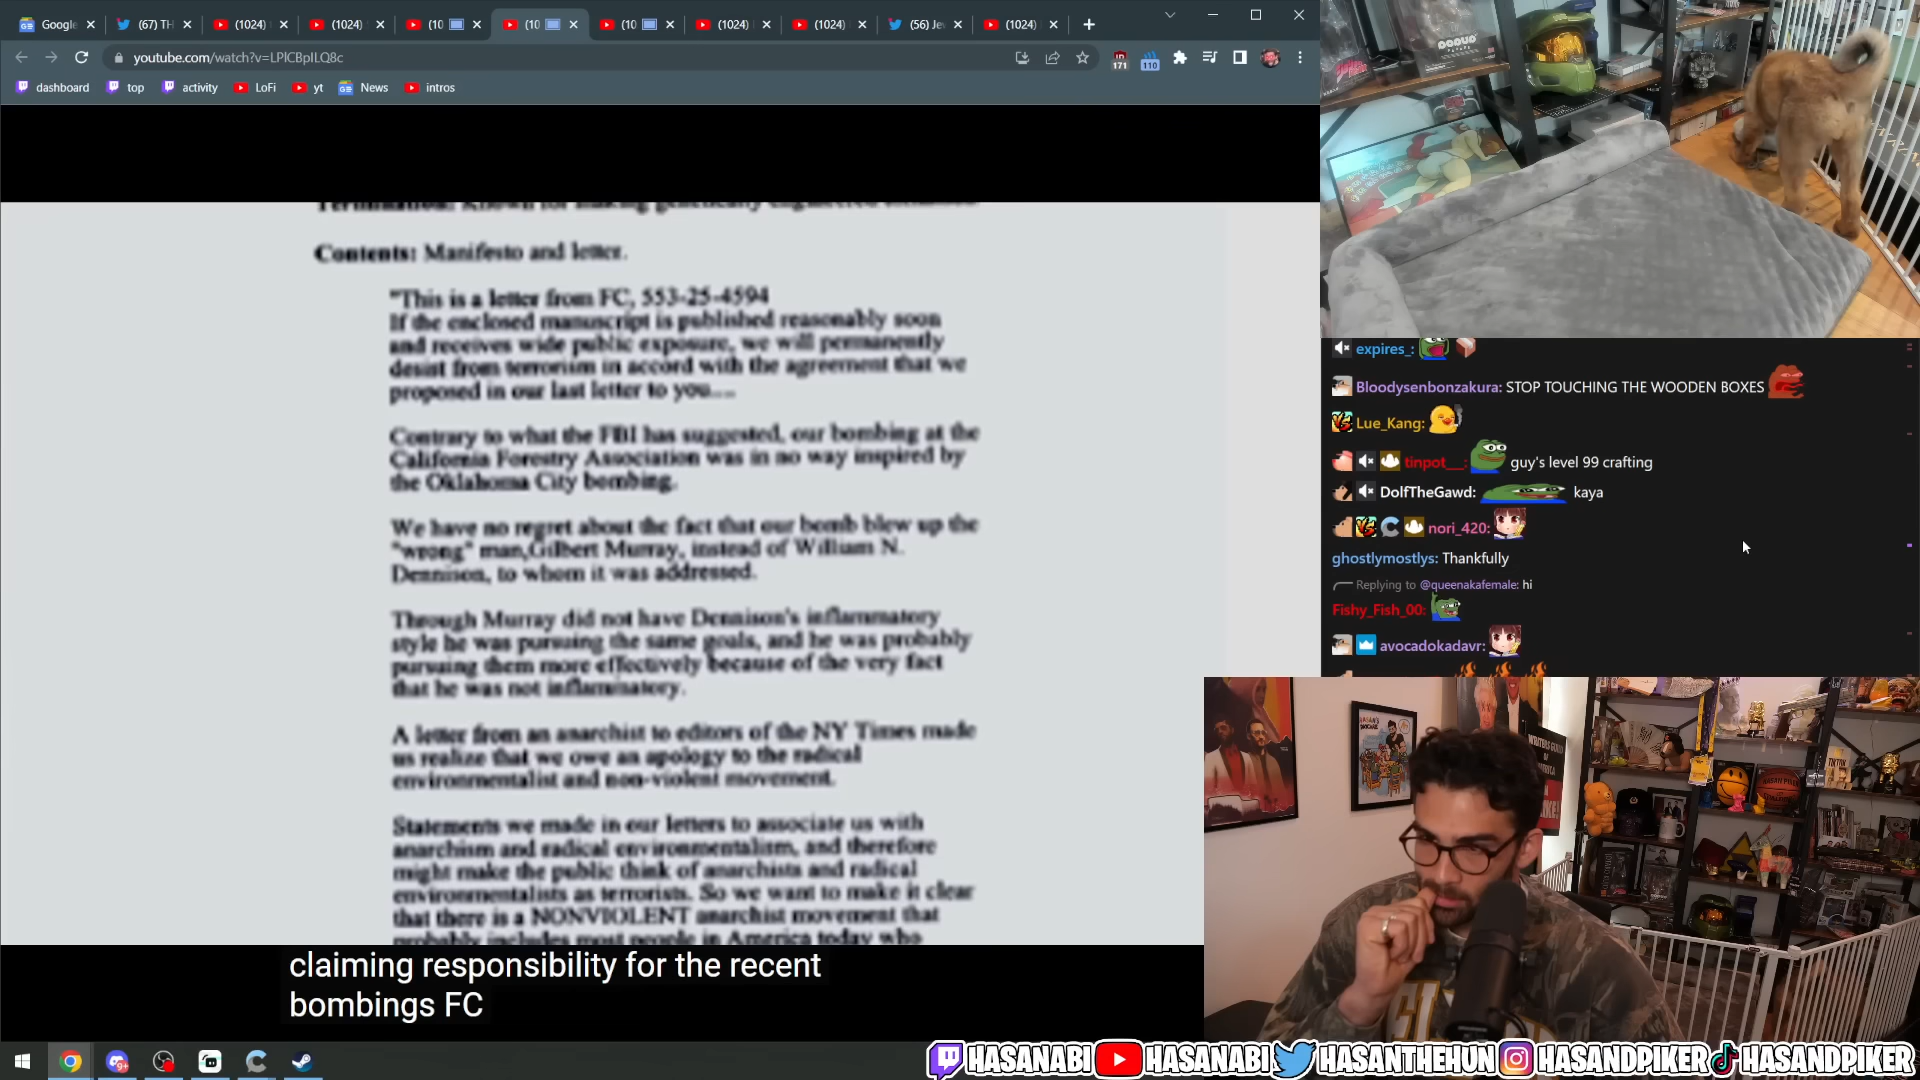 Google
(67) TH
(1024)
(1024)
(10
(10
(10
(1024)
(1024)
(56) Je
(1024)
youtube.com/watch?v=LPlCBpILQ8c
171
110
dashboard
top
activity
LoFi
yt
News
intros
Contents: Manifesto and letter.
"This is a letter from FC, 553-25-4594
If the enclosed manuscript is published reasonably soon
and receives wide public exposure, we will permanently
desist from terrorism in accord with the agreement that we
proposed in our last letter to you....
Contrary to what the FBI has suggested, our bombing at the
California Forestry Association was in no way inspired by
the Oklahoma City bombing.
We have no regret about the fact that our bomb blew up the
"wrong" man,Gilbert Murray, instead of William N.
Dennison, to whom it was addressed.
Through Murray did not have Dennison's inflammatory
style he was pursuing the same goals, and he was probably
pursuing them more effectively because of the very fact
that he was not inflaminatory.
A letter from an anarchist to editors of the NY Times made
us realize that we owe an apology to the radical
environmentalist and non-violent movement.
Statements we made in our letters to associate us with
anarchism and radical environmentalism, and therefore
might make the public think of anarchists and radical
environmentalists as terrorists. So we want to make it clear
that there is a NONVIOLENT anarchist movement that
probably includes most people in America today who
claiming responsibility for the recent
bombings FC
expires_:
Bloodysenbonzakura: STOP TOUCHING THE WOODEN BOXES
Lue_Kang:
tinpot__: guy's level 99 crafting
DolfTheGawd: kaya
nori_420:
ghostlymostlys: Thankfully
Replying to @queenakafemale: hi
Fishy_Fish_00:
avocadokadavr:
HASANABI HASANABI HASANTHEHUN HASANDPIKER HASANDPIKER